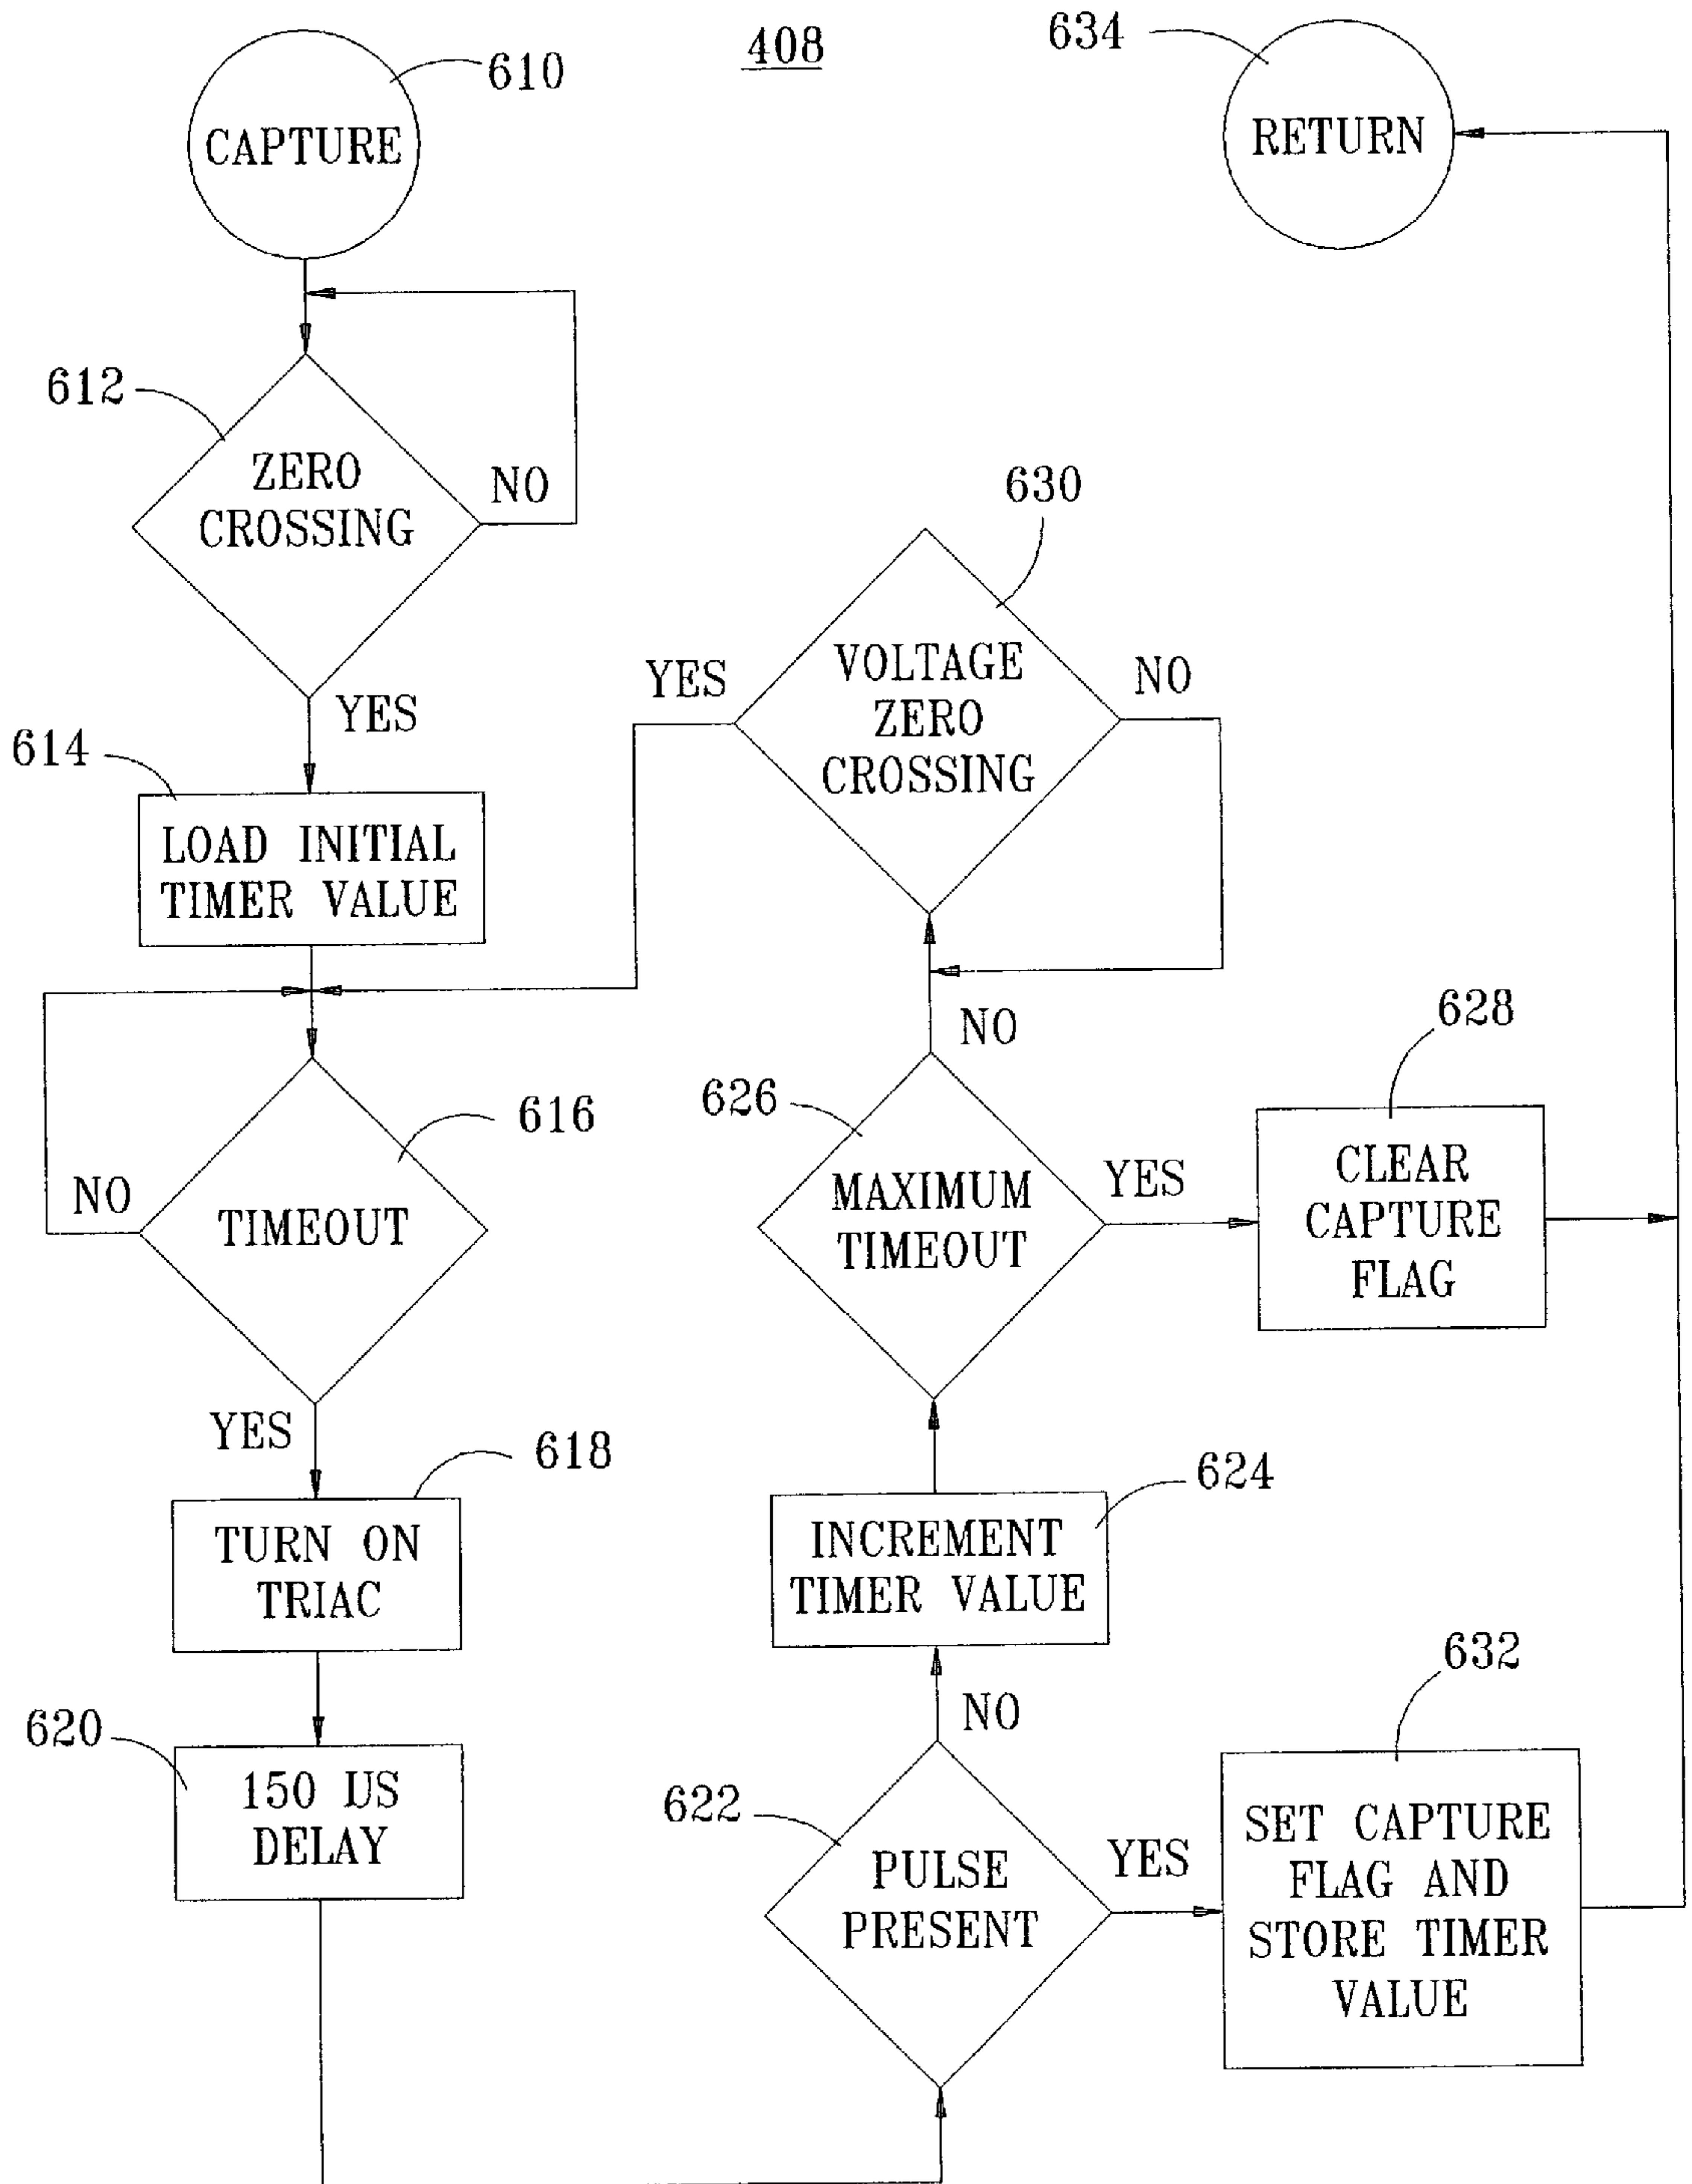 408
634
610
CAPTURE
RETURN
612
ZERO
CROSSING
NO
YES
614
LOAD INITIAL
TIMER VALUE
616
NO
TIMEOUT
YES
618
TURN ON
TRIAC
620
150 US
DELAY
630
YES
VOLTAGE
ZERO
CROSSING
NO
NO
626
MAXIMUM
TIMEOUT
YES
628
CLEAR
CAPTURE
FLAG
624
INCREMENT
TIMER VALUE
NO
622
PULSE
PRESENT
YES
632
SET CAPTURE
FLAG AND
STORE TIMER
VALUE